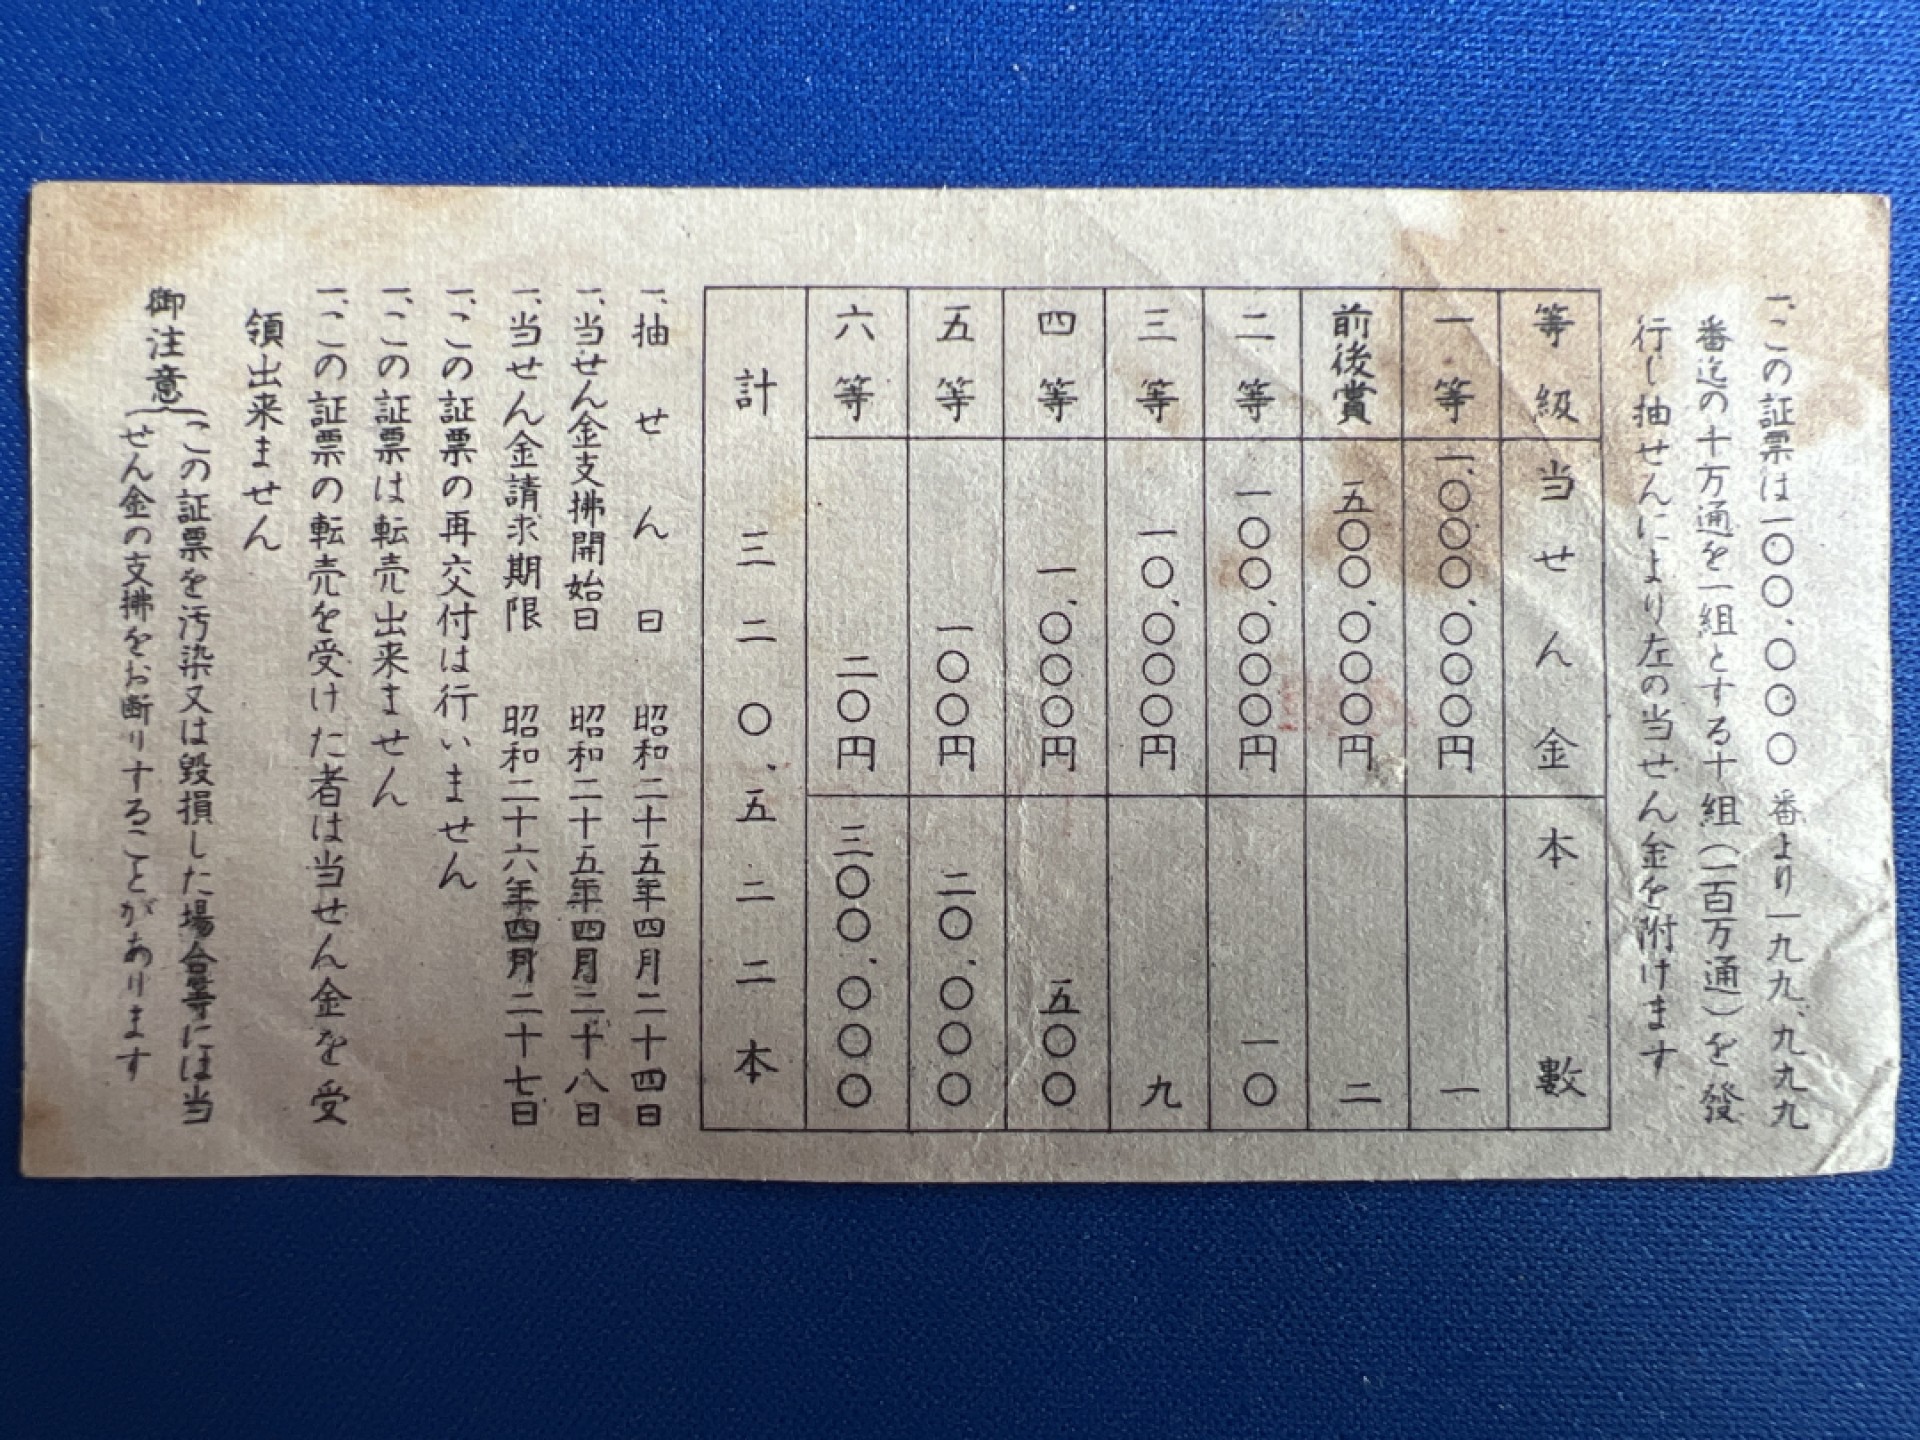 一、この証票は一〇〇、〇〇〇番より一九九、九九九
番迄の十万通を一組とする十組(一百万通)を發
行し抽せんにより左の当せん金を附けます
等級 当せん金 本數
一等 一、〇〇〇、〇〇〇円 一
前後賞 五〇〇、〇〇〇円 二
二等 一〇〇、〇〇〇円 一〇
三等 一〇、〇〇〇円 九
四等 一、〇〇〇円 五〇〇
五等 一〇〇円 二〇、〇〇〇
六等 二〇円 三〇〇、〇〇〇
計 三二〇、五二二本
一、抽せん日 昭和二十五年四月二十四日
一、当せん金支拂開始日 昭和二十五年四月二十八日
一、当せん金請求期限 昭和二十六年四月二十七日
一、この証票の再交付は行いません
一、この証票は転売出来ません
一、この証票の転売を受けた者は当せん金を受
領出来ません
御注意
この証票を汚染又は毀損した場合等には当
せん金の支拂をお断りすることがあります